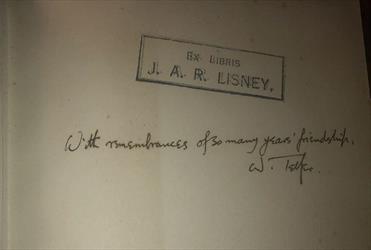 EX LIBRIS
J. A. R. LISNEY.
With remembrances of so many years' friendship.
W.